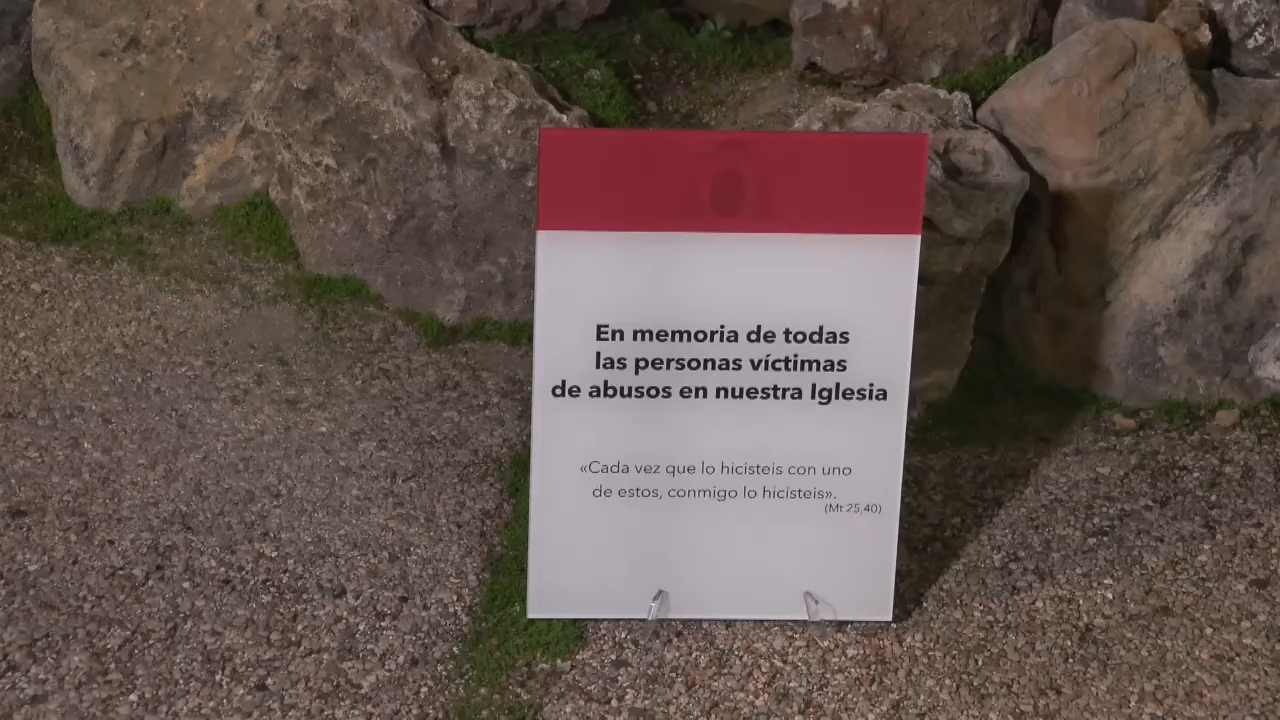 En memoria de todas
las personas víctimas
de abusos en nuestra Iglesia
«Cada vez que lo hicisteis con uno
de estos, conmigo lo hicisteis».
(Mt 25,40)